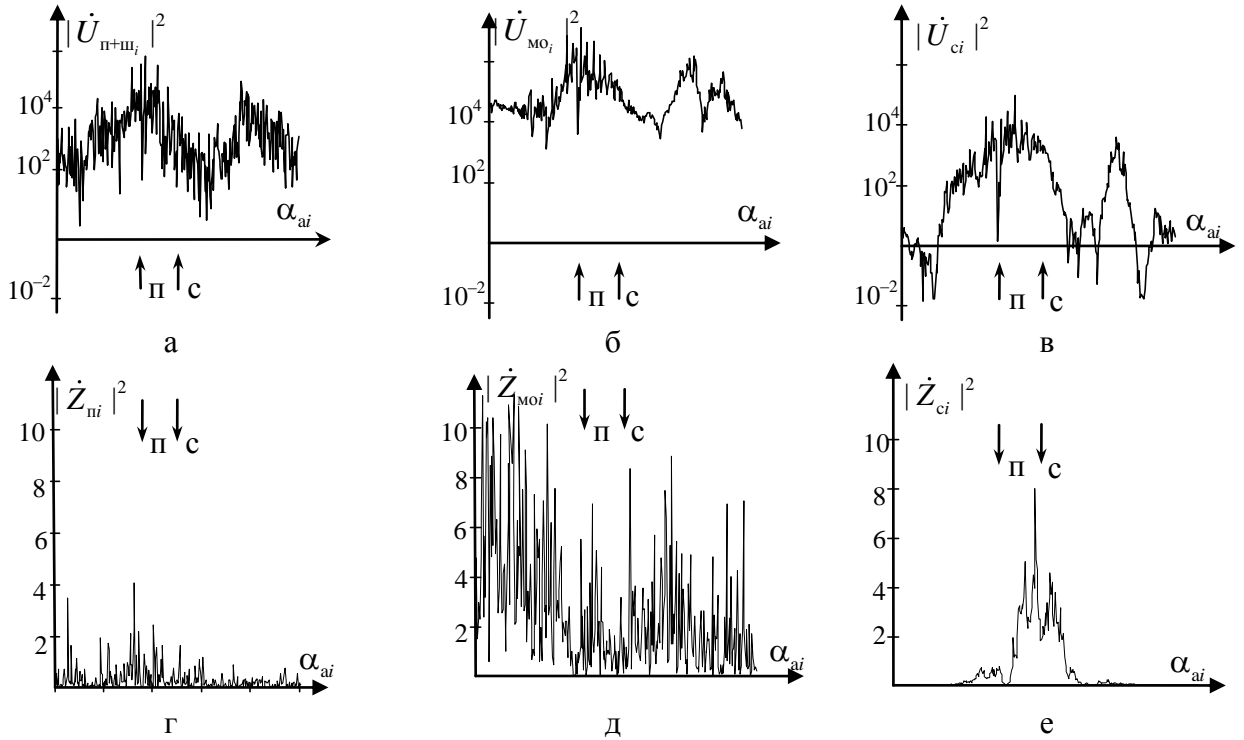 |U̇п+шi|²
10⁴
10²
αai
10⁻²
п с
а
|U̇моi|²
10⁴
10²
αai
10⁻²
п с
б
|U̇сi|²
10⁴
10²
αai
10⁻²
п с
в
|Żпi|²
10
п с
8
6
4
2
αai
г
|Żмоi|²
10
п с
8
6
4
2
αai
д
|Żсi|²
10
п с
8
6
4
2
αai
е